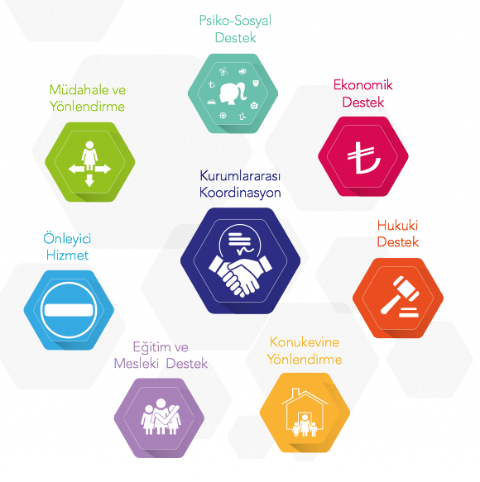 Psiko-Sosyal
Destek
Müdahale ve
Yönlendirme
Ekonomik
Destek
Kurumlararası
Koordinasyon
Önleyici
Hizmet
Hukuki
Destek
Eğitim ve
Mesleki Destek
Konukevine
Yönlendirme